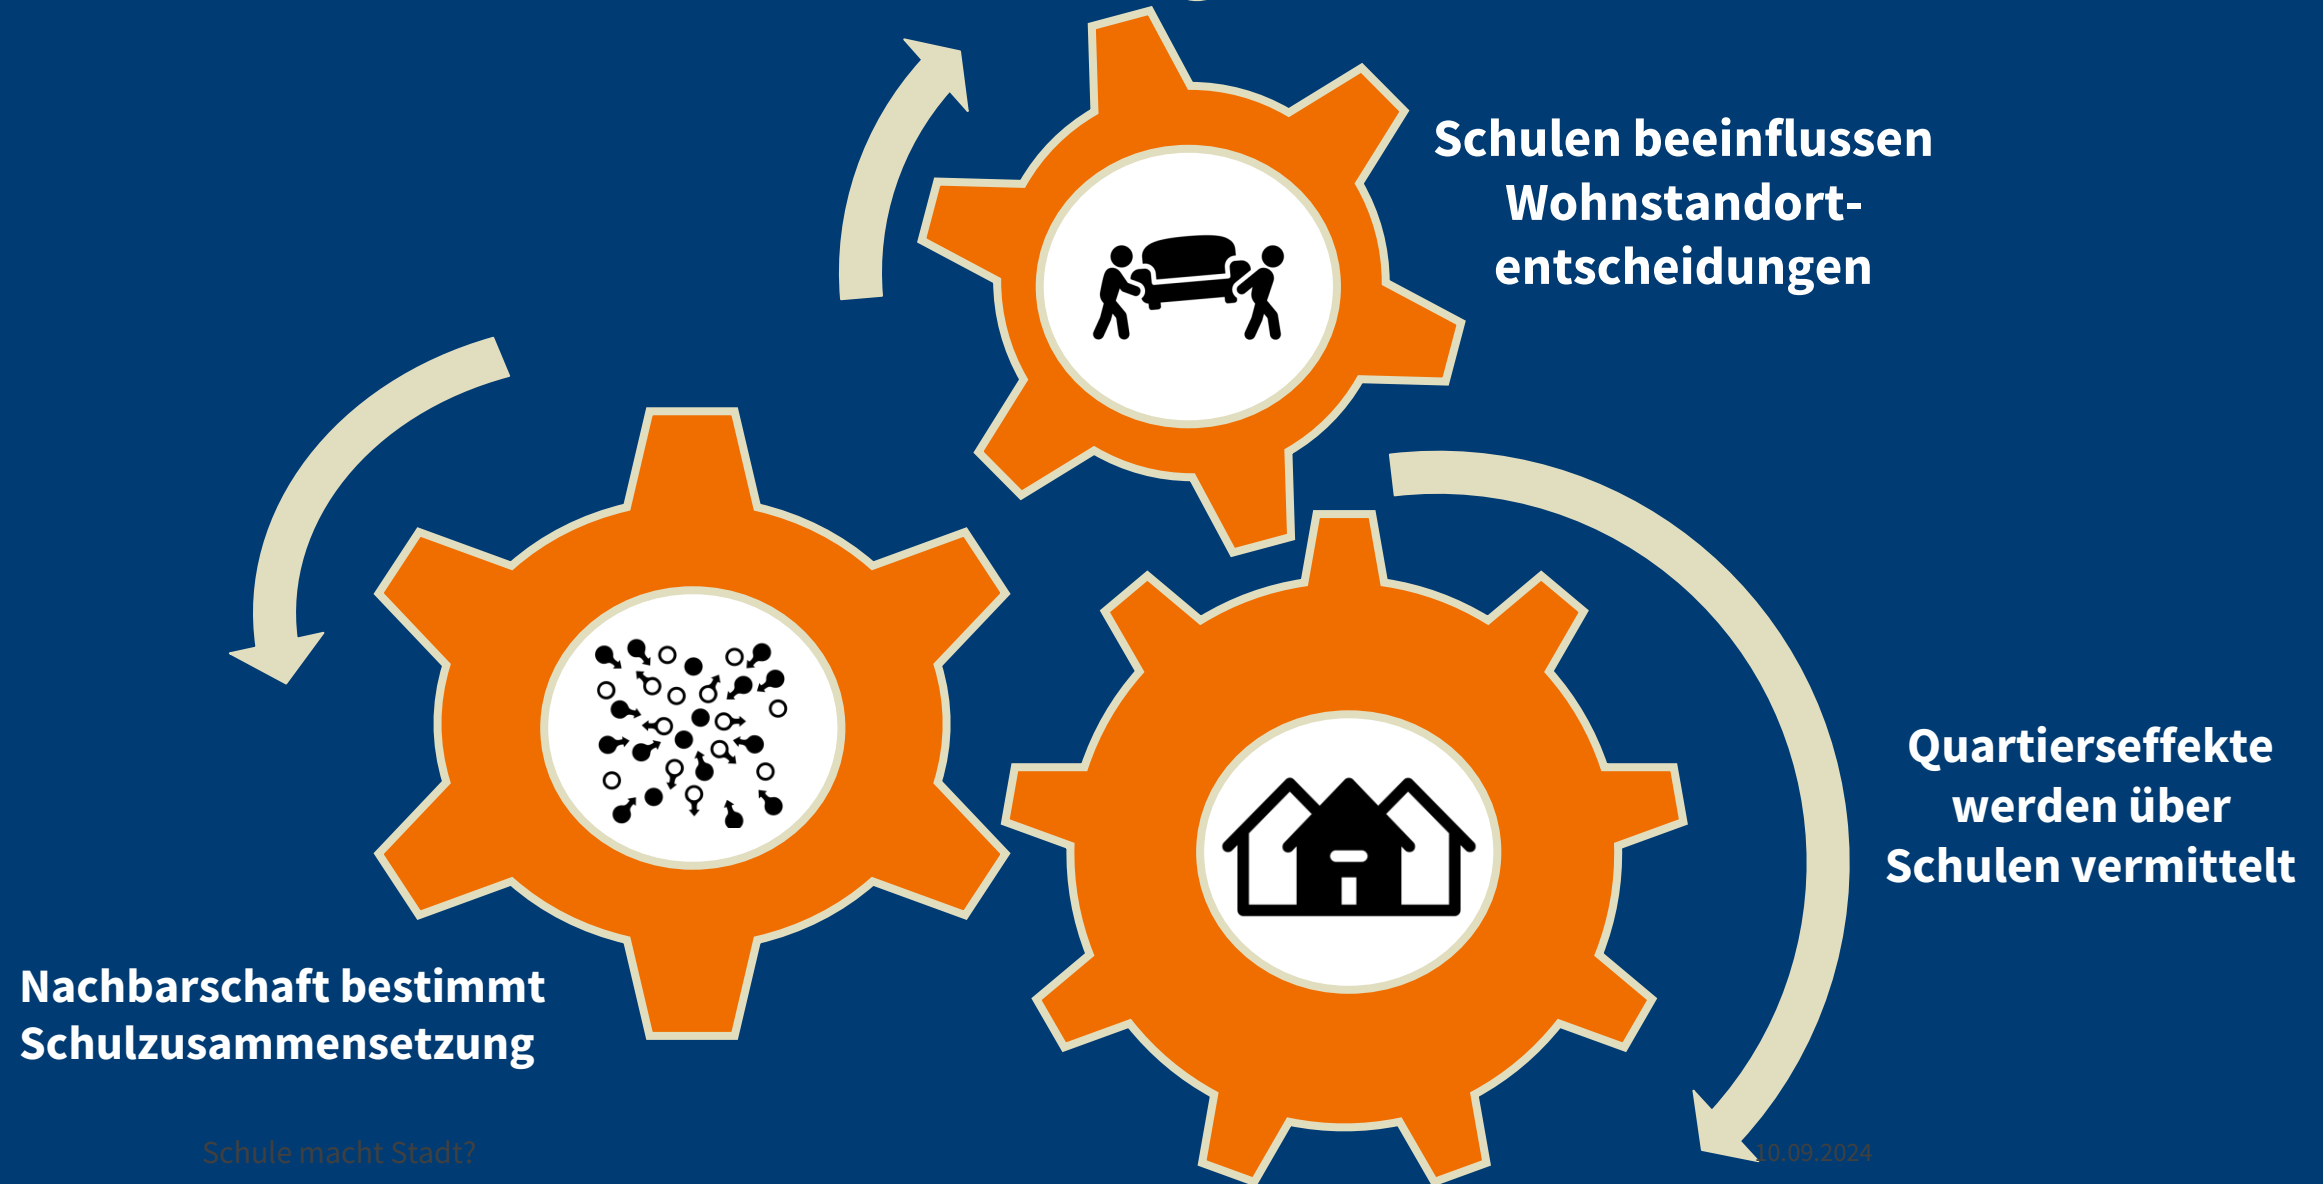 Schulen beeinflussen
Wohnstandort-
entscheidungen
Quartierseffekte
werden über
Schulen vermittelt
Nachbarschaft bestimmt
Schulzusammensetzung
Schule macht Stadt?
10.09.2024